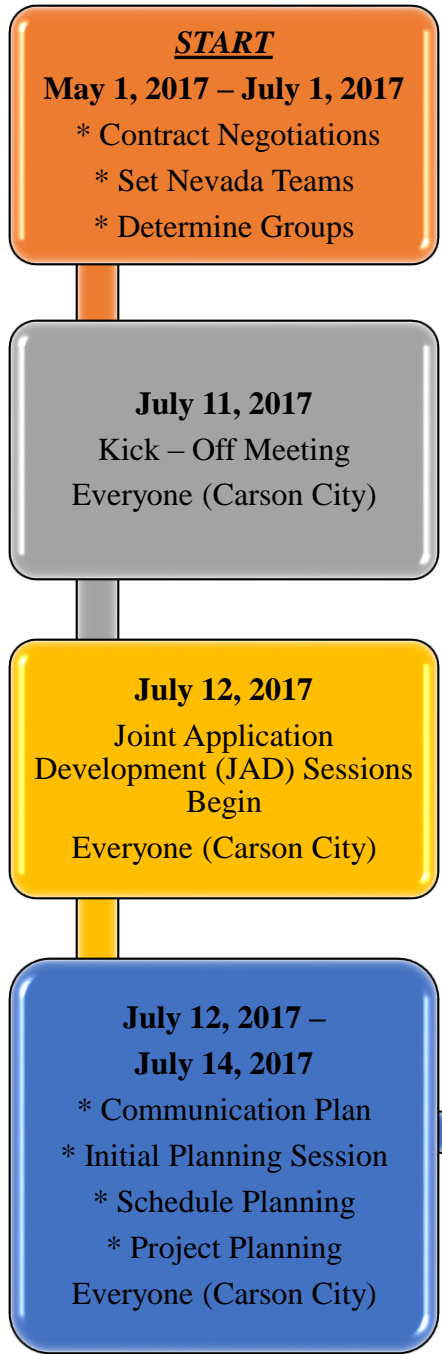 START
May 1, 2017 – July 1, 2017
* Contract Negotiations
* Set Nevada Teams
* Determine Groups
July 11, 2017
Kick – Off Meeting
Everyone (Carson City)
July 12, 2017
Joint Application
Development (JAD) Sessions
Begin
Everyone (Carson City)
July 12, 2017 –
July 14, 2017
* Communication Plan
* Initial Planning Session
* Schedule Planning
* Project Planning
Everyone (Carson City)